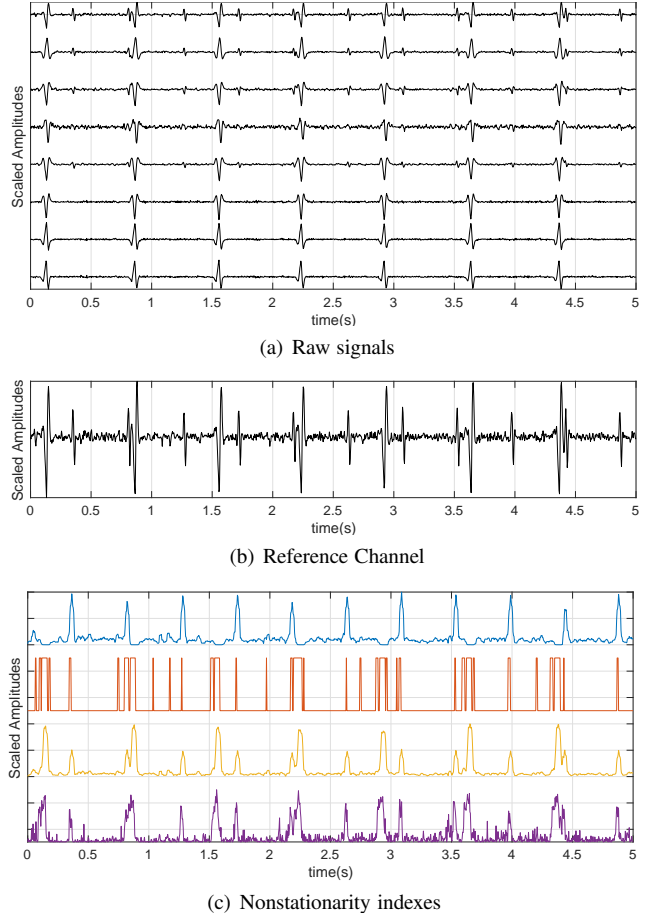 Scaled Amplitudes
0 0.5 1 1.5 2 2.5 3 3.5 4 4.5 5
time(s)
(a) Raw signals
Scaled Amplitudes
0 0.5 1 1.5 2 2.5 3 3.5 4 4.5 5
time(s)
(b) Reference Channel
Scaled Amplitudes
0 0.5 1 1.5 2 2.5 3 3.5 4 4.5 5
time(s)
(c) Nonstationarity indexes